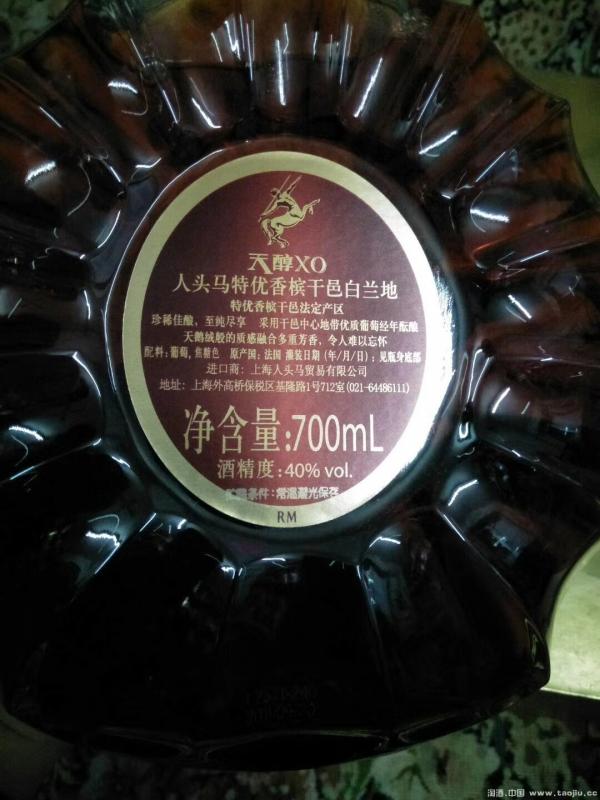 天醇XO
人头马特优香槟干邑白兰地
特优香槟干邑法定产区
珍稀佳酿，至纯尽享 采用干邑中心地带优质葡萄经年酝酿
天鹅绒般的质感融合多重芳香，令人难以忘怀
配料：葡萄，焦糖色 原产国：法国 灌装日期（年/月/日）：见瓶身底部
进口商：上海人头马贸易有限公司
地址：上海外高桥保税区基隆路1号712室(021-64486111)
净含量:700mL
酒精度：40% vol.
条件：常温避光保存
RM
淘酒.中国 www.taojiu.cc